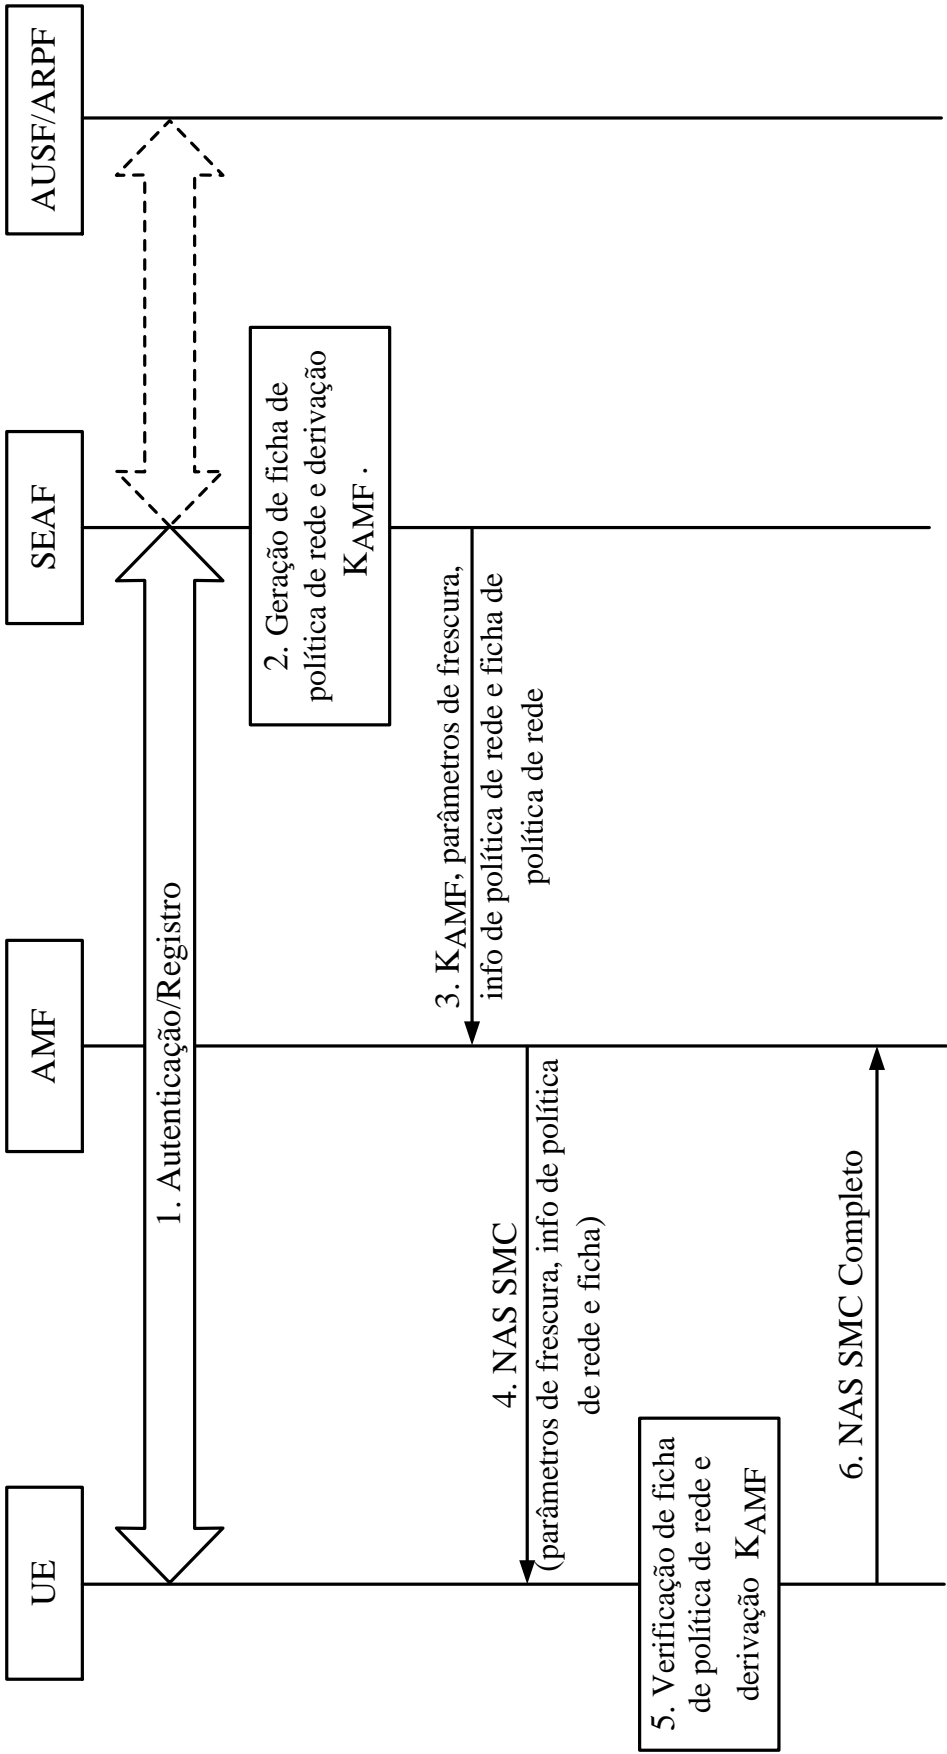 UE
AMF
SEAF
AUSF/ARPF
1. Autenticação/Registro
2. Geração de ficha de
política de rede e derivação
KAMF .
3. KAMF, parâmetros de frescura,
info de política de rede e ficha de
política de rede
4. NAS SMC
(parâmetros de frescura, info de política
de rede e ficha)
5. Verificação de ficha
de política de rede e
derivação KAMF
6. NAS SMC Completo